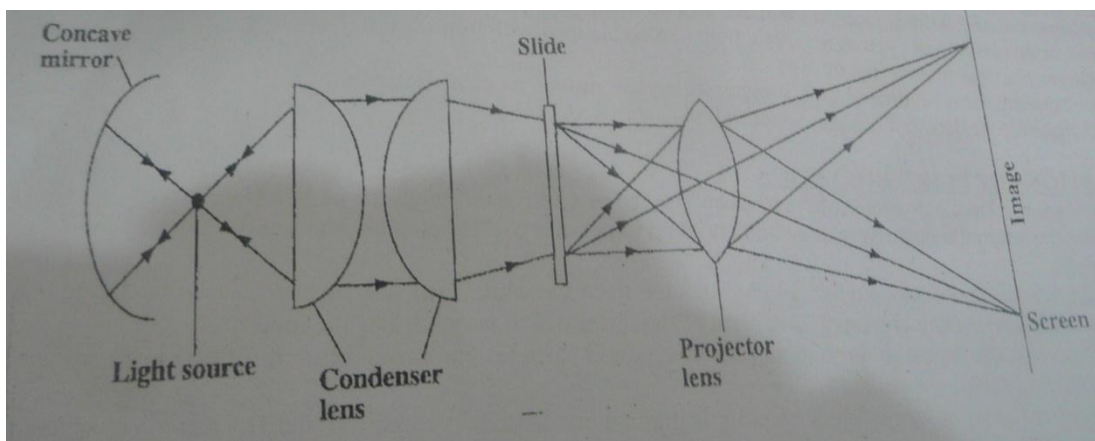 Concave
mirror
Slide
Image
Screen
Light source
Condenser
lens
Projector
lens